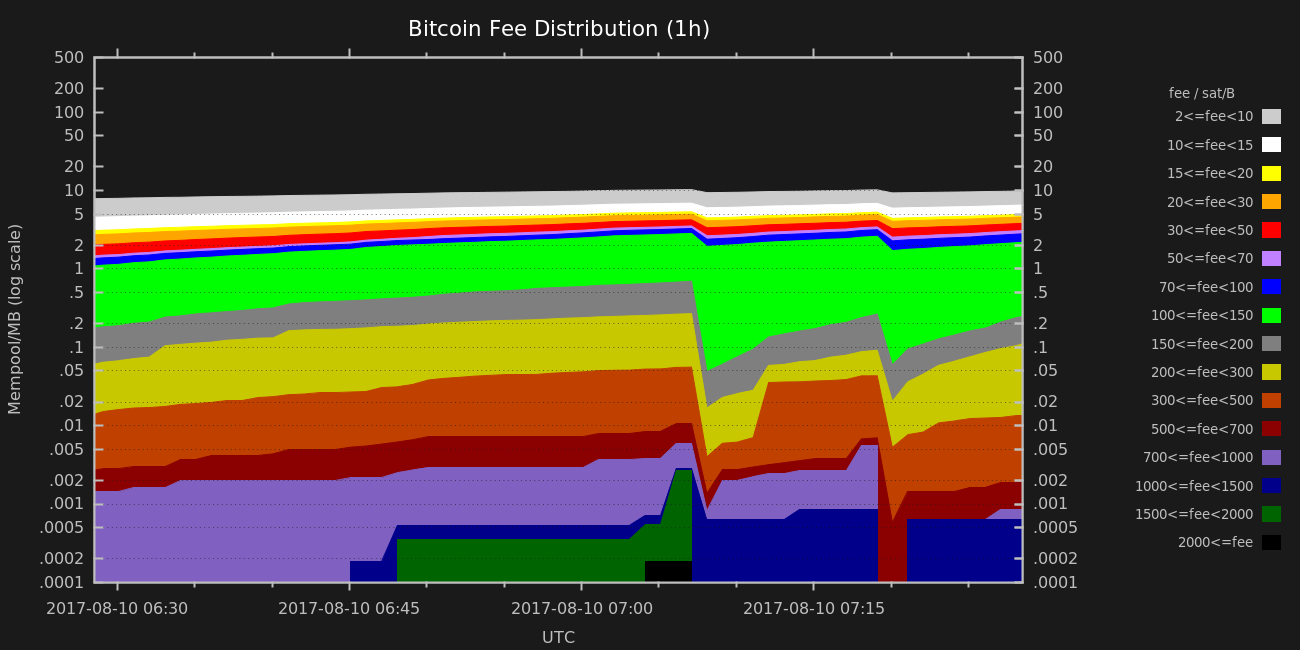 Bitcoin Fee Distribution (1h)
500 500
200 200
100 100
50 50
20 20
10 10
5 5
2 2
1 1
.5 .5
.2 .2
.1 .1
.05 .05
.02 .02
.01 .01
.005 .005
.002 .002
.001 .001
.0005 .0005
.0002 .0002
.0001 .0001
Mempool/MB (log scale)
2017-08-10 06:30 2017-08-10 06:45 2017-08-10 07:00 2017-08-10 07:15
UTC
fee / sat/B
2<=fee<10
10<=fee<15
15<=fee<20
20<=fee<30
30<=fee<50
50<=fee<70
70<=fee<100
100<=fee<150
150<=fee<200
200<=fee<300
300<=fee<500
500<=fee<700
700<=fee<1000
1000<=fee<1500
1500<=fee<2000
2000<=fee